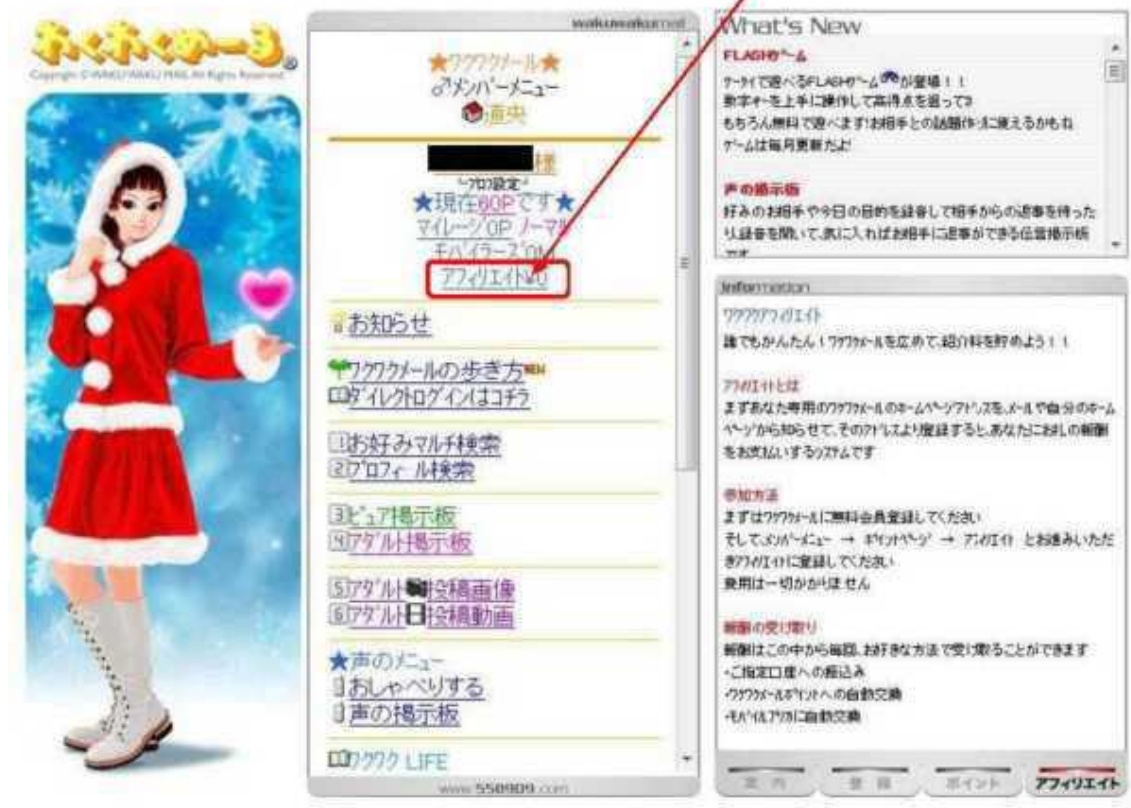 わくわくめーる®
Copyright ©WAKU WAKU MAIL All Rights Reserved
wakuwakumail
★ワクワクメール★
♂メンバーメニュー
直央
様
プロフ設定
★現在60Pです★
マイレージ0P ノーマル
モバイラーズ0M
アフィリエイト¥0
お知らせ
ワクワクメールの歩き方NEW
ダイレクトログインはコチラ
1お好みマルチ検索
2プロフィール検索
3ピュア掲示板
4アダルト掲示板
5アダルト投稿画像
6アダルト投稿動画
★声のメニュー
おしゃべりする
声の掲示板
ワクワク LIFE
www.550909.com
What's New
FLASHゲーム
ケータイで遊べるFLASHゲームが登場!!
数字キーを上手に操作して高得点を狙って
もちろん無料で遊べます!お相手との話題作りに使えるかもね
ゲームは毎月更新だよ!
声の掲示板
好みのお相手や今日の目的を録音して相手からの返事を待った
り、録音を聞いて、気に入ればお相手に返事ができる伝言掲示板
です
Information
ワクワクアフィリエイト
誰でもかんたん!ワクワクメールを広めて、紹介料を貯めよう!!
アフィリエイトとは
まずあなた専用のワクワクメールのホームページアドレスを、メールや自分のホーム
ページから知らせて、そのアドレスより登録すると、あなたにお礼の報酬
をお支払いするシステムです
参加方法
まずはワクワクメールに無料会員登録してください
そして、メンバーメニュー → ポイントページ → アフィリエイト とお進みいただ
きアフィリエイトに登録してください
費用は一切かかりません
報酬の受け取り
報酬はこの中から毎回、お好きな方法で受け取ることができます
・ご指定口座への振込み
・ワクワクメールポイントへの自動交換
・モバイルアフリカに自動交換
案内
登録
ポイント
アフィリエイト